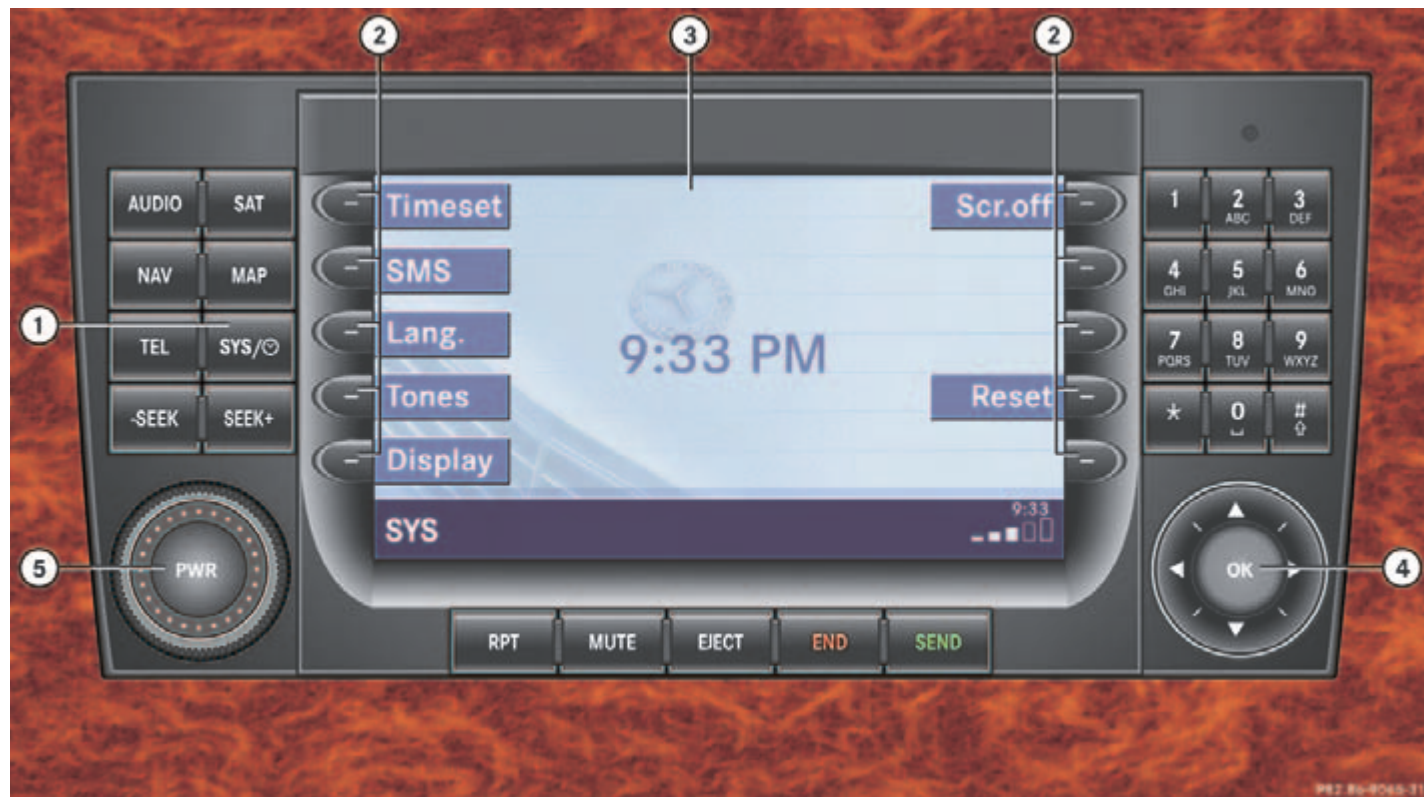 2 3 2
AUDIO SAT
NAV MAP
1
TEL SYS/
-SEEK SEEK+
5
PWR
Timeset Scr.off
SMS
Lang.
9:33 PM
Tones Reset
Display
SYS 9:33
1 2 ABC 3 DEF
4 GHI 5 JKL 6 MNO
7 PQRS 8 TUV 9 WXYZ
* 0 #
OK
4
RPT MUTE EJECT END SEND